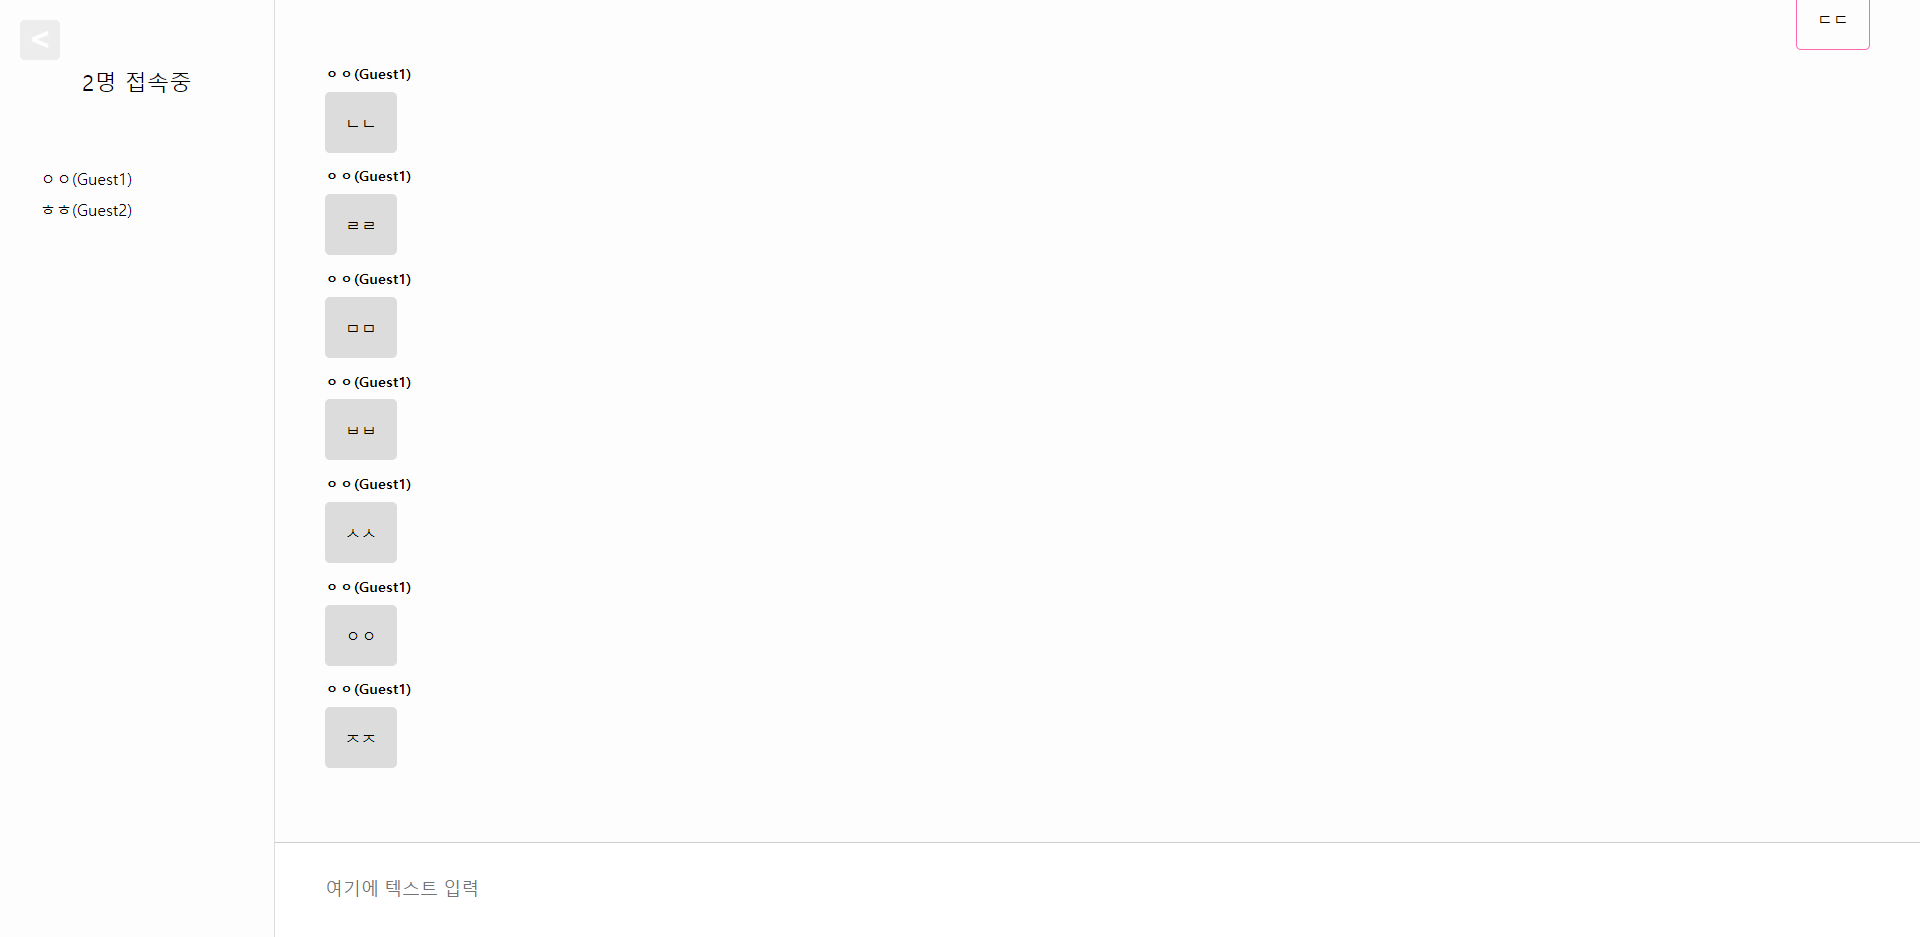 <
2명 접속중
ㅇㅇ(Guest1)
ㅎㅎ(Guest2)
ㄷㄷ
ㅇㅇ(Guest1)
ㄴㄴ
ㅇㅇ(Guest1)
ㄹㄹ
ㅇㅇ(Guest1)
ㅁㅁ
ㅇㅇ(Guest1)
ㅂㅂ
ㅇㅇ(Guest1)
ㅅㅅ
ㅇㅇ(Guest1)
ㅇㅇ
ㅇㅇ(Guest1)
ㅈㅈ
여기에 텍스트 입력